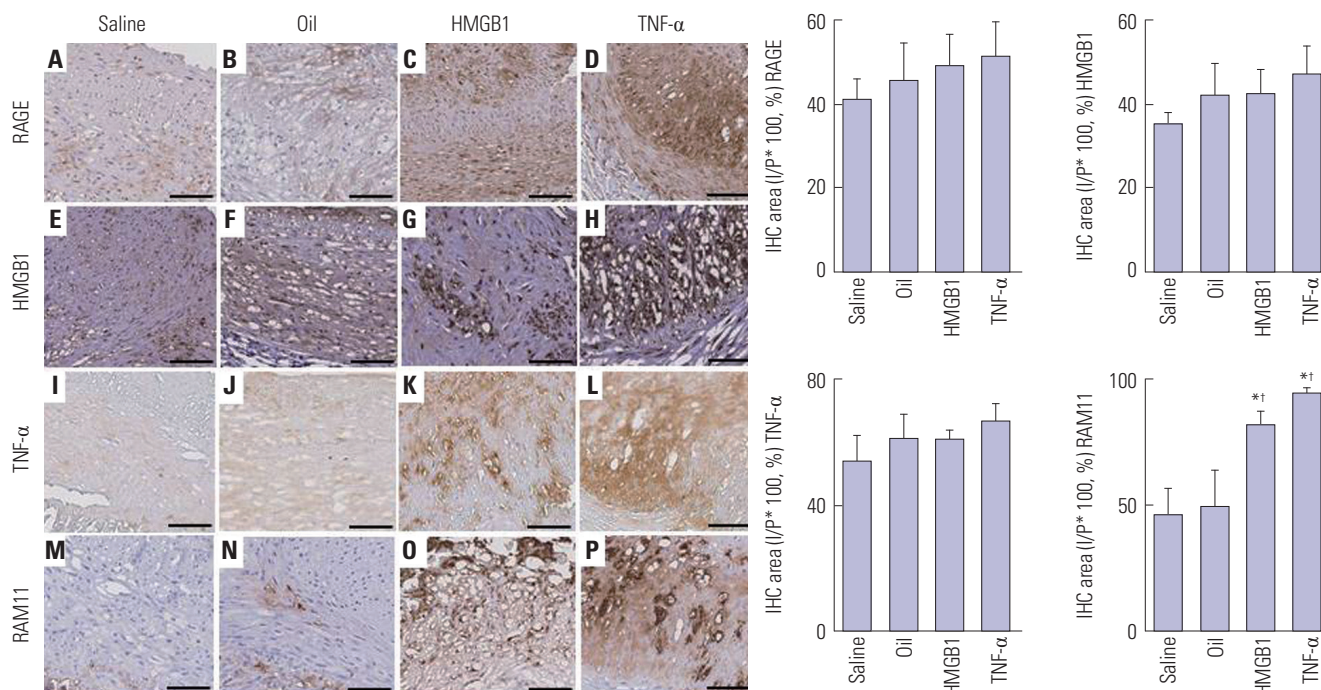 Saline Oil HMGB1 TNF-α
RAGE
A B C D
HMGB1
E F G H
TNF-α
I J K L
RAM11
M N O P
IHC area (I/P* 100, %) RAGE
60
40
20
0
Saline Oil HMGB1 TNF-α
IHC area (I/P* 100, %) HMGB1
60
40
20
0
Saline Oil HMGB1 TNF-α
IHC area (I/P* 100, %) TNF-α
80
40
0
Saline Oil HMGB1 TNF-α
IHC area (I/P* 100, %) RAM11
100
50
0
*† *†
Saline Oil HMGB1 TNF-α